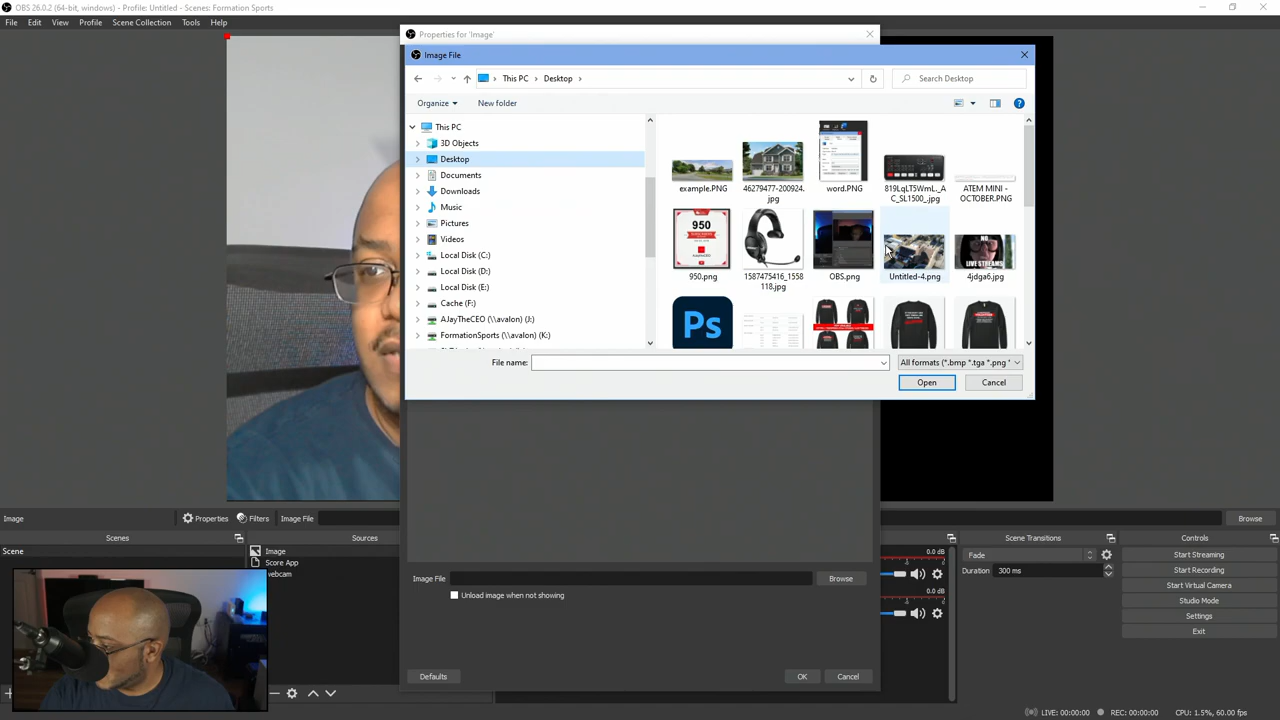 OBS 26.0.2 (64-bit, windows) - Profile: Untitled - Scenes: Formation Sports
File Edit View Profile Scene Collection Tools Help
Properties for 'Image'
Image File
This PC Desktop
Search Desktop
Organize New folder
This PC
3D Objects
Desktop
Documents
Downloads
Music
Pictures
Videos
Local Disk (C:)
Local Disk (D:)
Local Disk (E:)
Cache (F:)
AJayTheCEO (\\avalon) (J:)
FormationSports (\\avalon) (K:)
example.PNG
46279477-200924.jpg
word.PNG
819LqLT5WmL._AC_SL1500_.jpg
ATEM MINI - OCTOBER.PNG
950
950.png
1587475416_1558118.jpg
OBS.png
Untitled-4.png
NO
LIVE STREAMS
4jdga6.jpg
Ps
File name:
All formats (*.bmp *.tga *.png *
Open Cancel
Image Properties Filters Image File Browse
Scenes Sources Scene Transitions Controls
Scene
Image
Score App
webcam
0.0 dB
0.0 dB
Fade
Duration 300 ms
Start Streaming
Start Recording
Start Virtual Camera
Studio Mode
Settings
Exit
Image File Browse
Unload image when not showing
Defaults OK Cancel
LIVE: 00:00:00 REC: 00:00:00 CPU: 1.5%, 60.00 fps